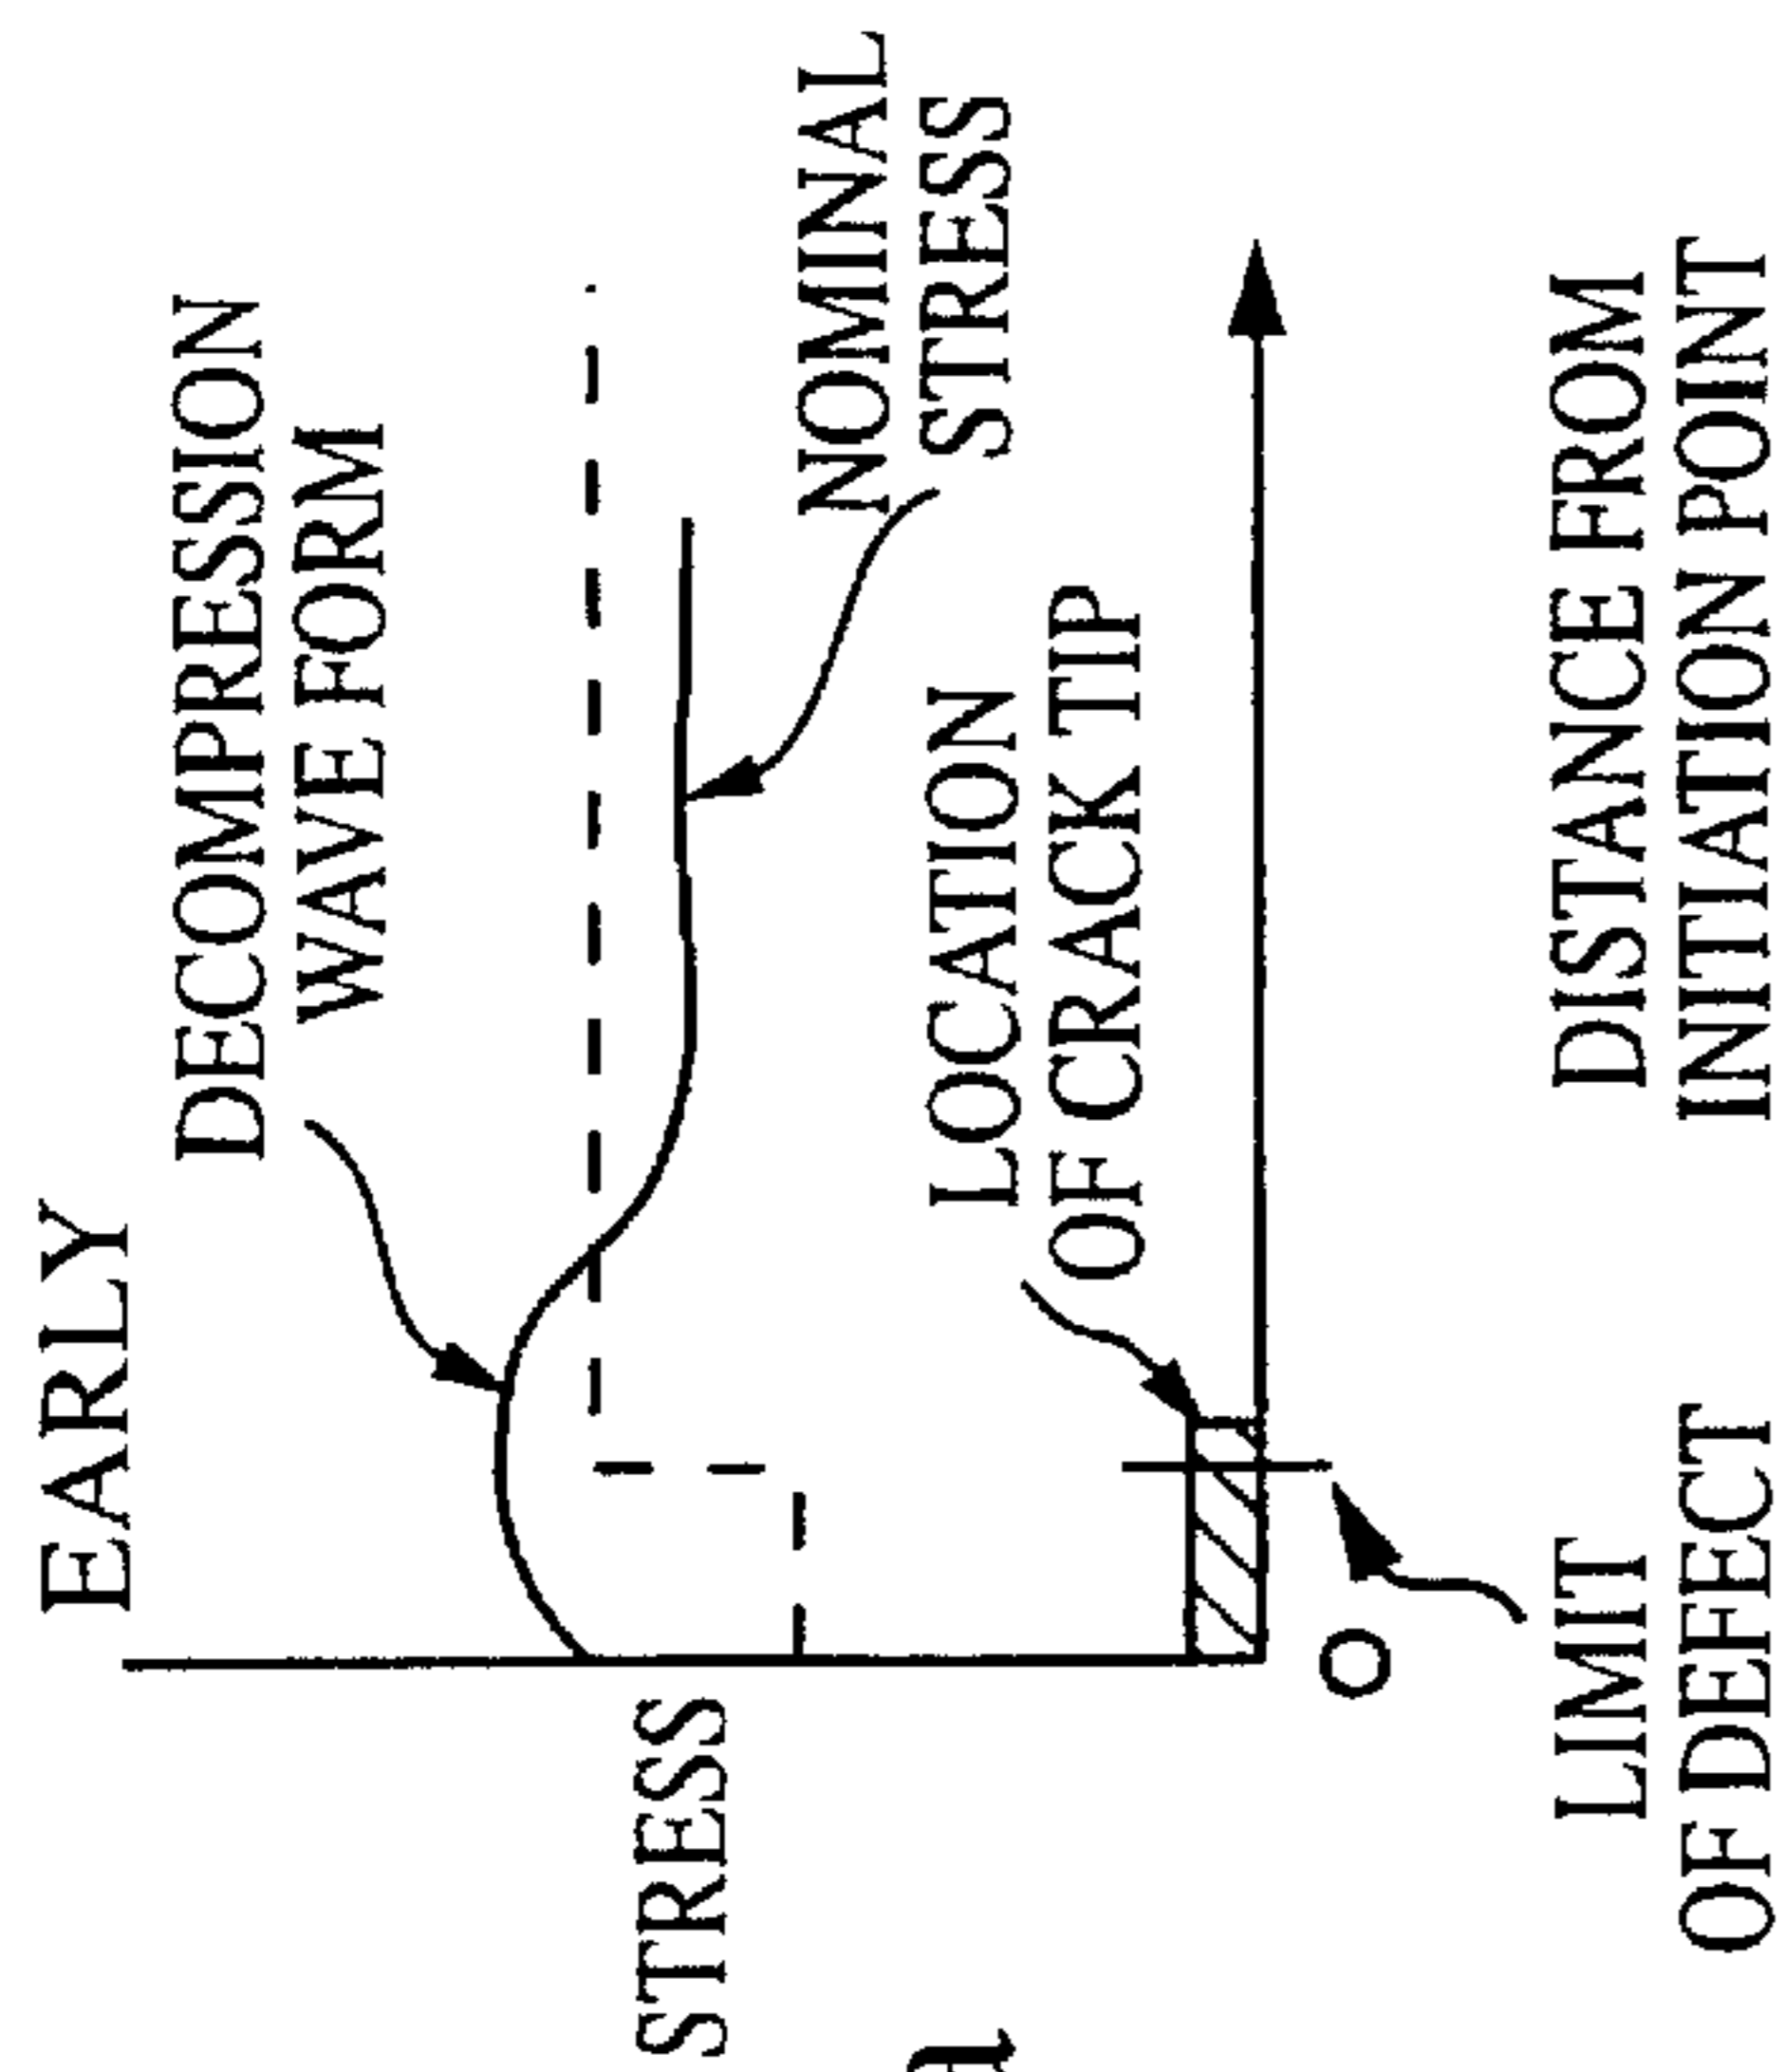 EARLY
DECOMPRESSION
WAVE FORM
STRESS
NOMINAL
STRESS
LOCATION
OF CRACK TIP
O
LIMIT
OF DEFECT
DISTANCE FROM
INITIATION POINT